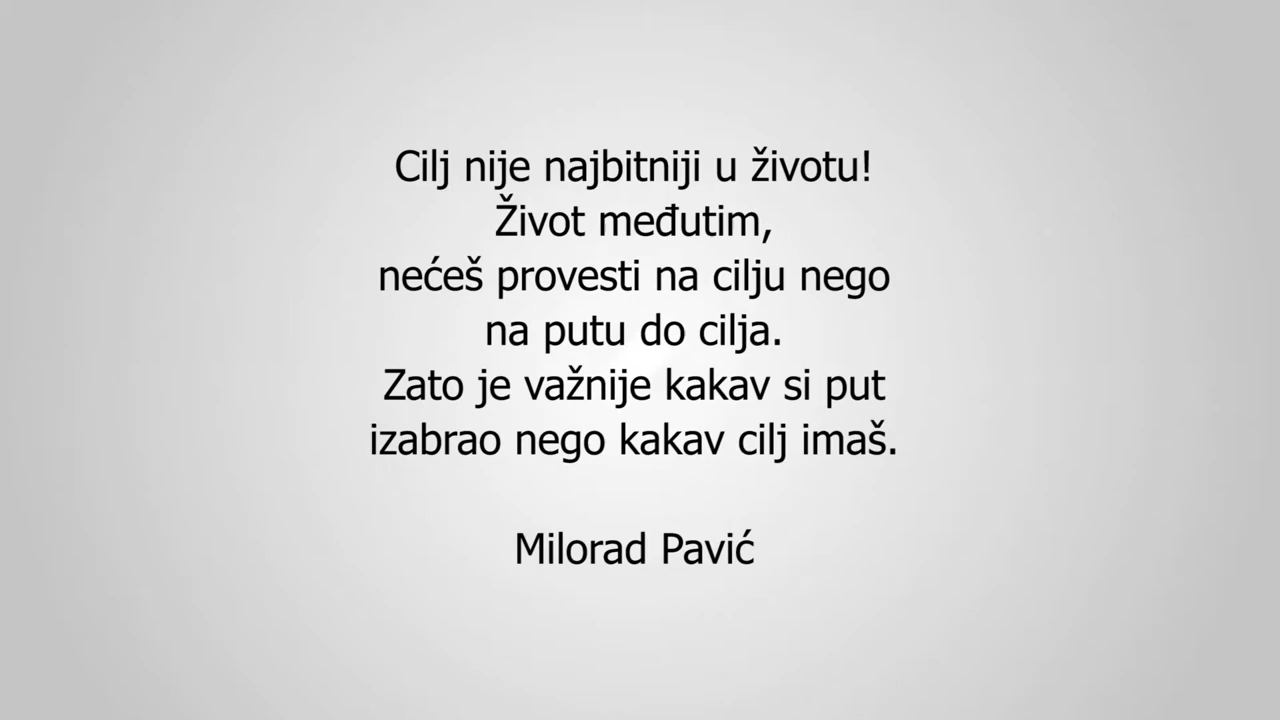 Cilj nije najbitniji u životu!
Život međutim,
nećeš provesti na cilju nego
na putu do cilja.
Zato je važnije kakav si put
izabrao nego kakav cilj imaš.
Milorad Pavić